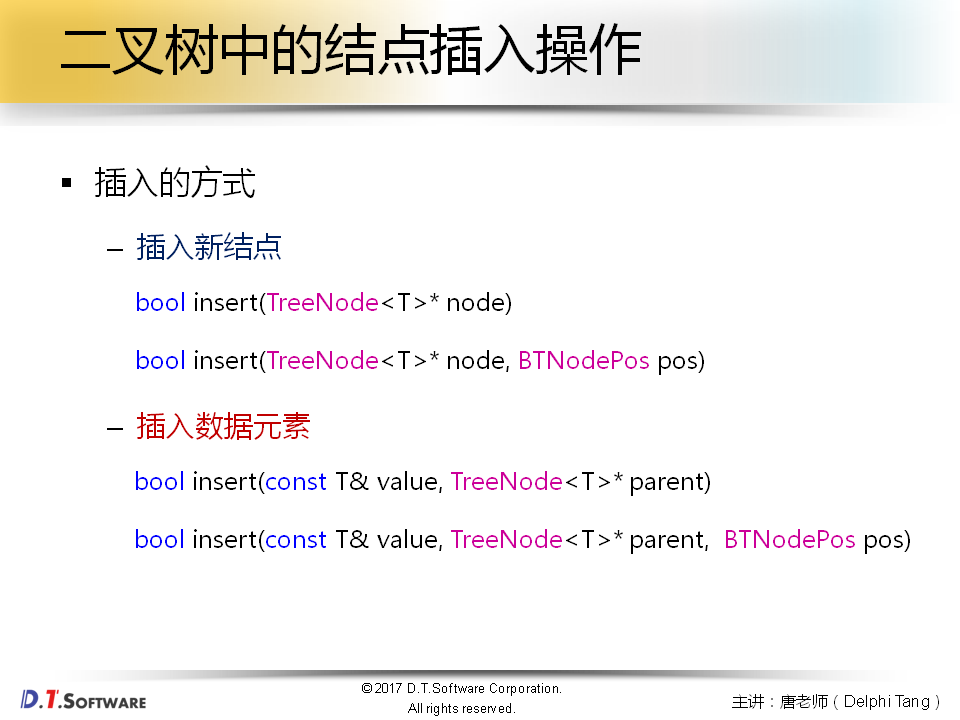 二叉树中的结点插入操作
▪ 插入的方式
– 插入新结点
bool insert(TreeNode<T>* node)
bool insert(TreeNode<T>* node, BTNodePos pos)
– 插入数据元素
bool insert(const T& value, TreeNode<T>* parent)
bool insert(const T& value, TreeNode<T>* parent, BTNodePos pos)
D.T.SOFTWARE
©2017 D.T.Software Corporation.
All rights reserved.
主讲：唐老师（Delphi Tang）